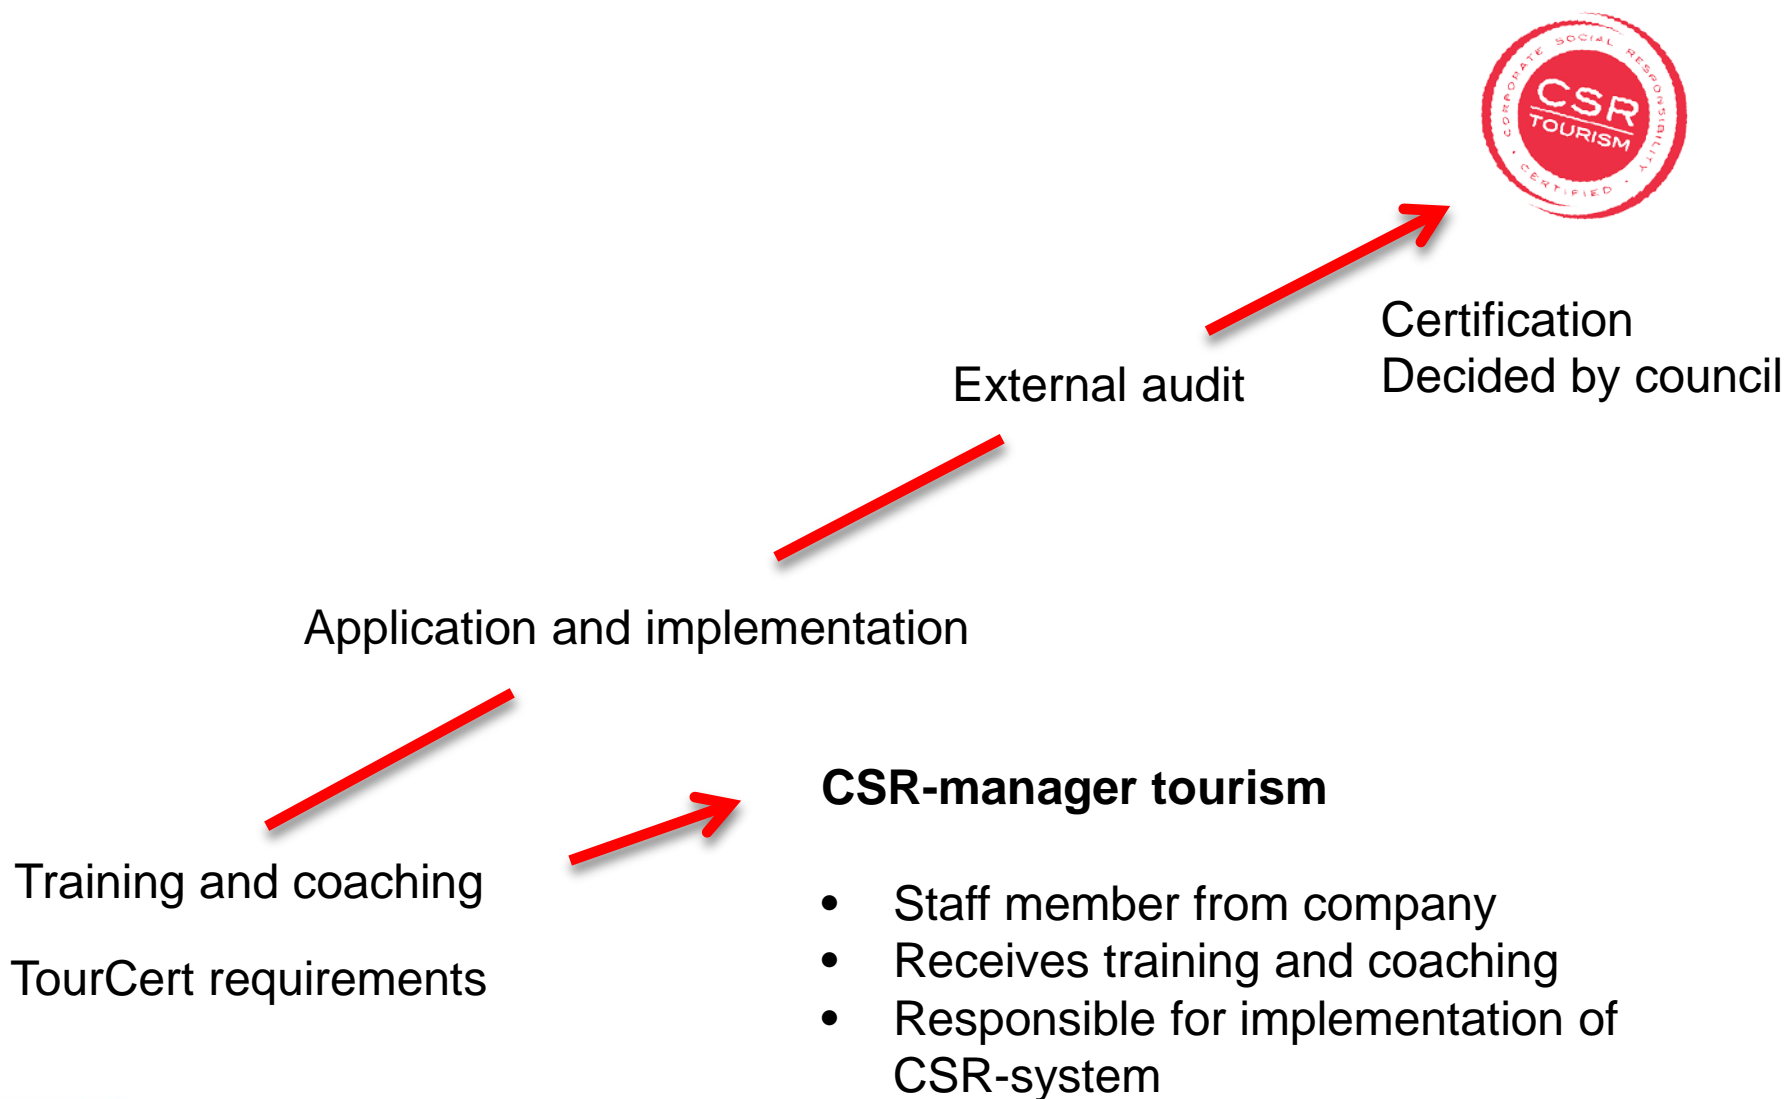 CORPORATE SOCIAL RESPONSIBILITY
CSR
TOURISM
· CERTIFIED ·
Certification
Decided by council
External audit
Application and implementation
Training and coaching
TourCert requirements
CSR-manager tourism
• Staff member from company
• Receives training and coaching
• Responsible for implementation of
CSR-system